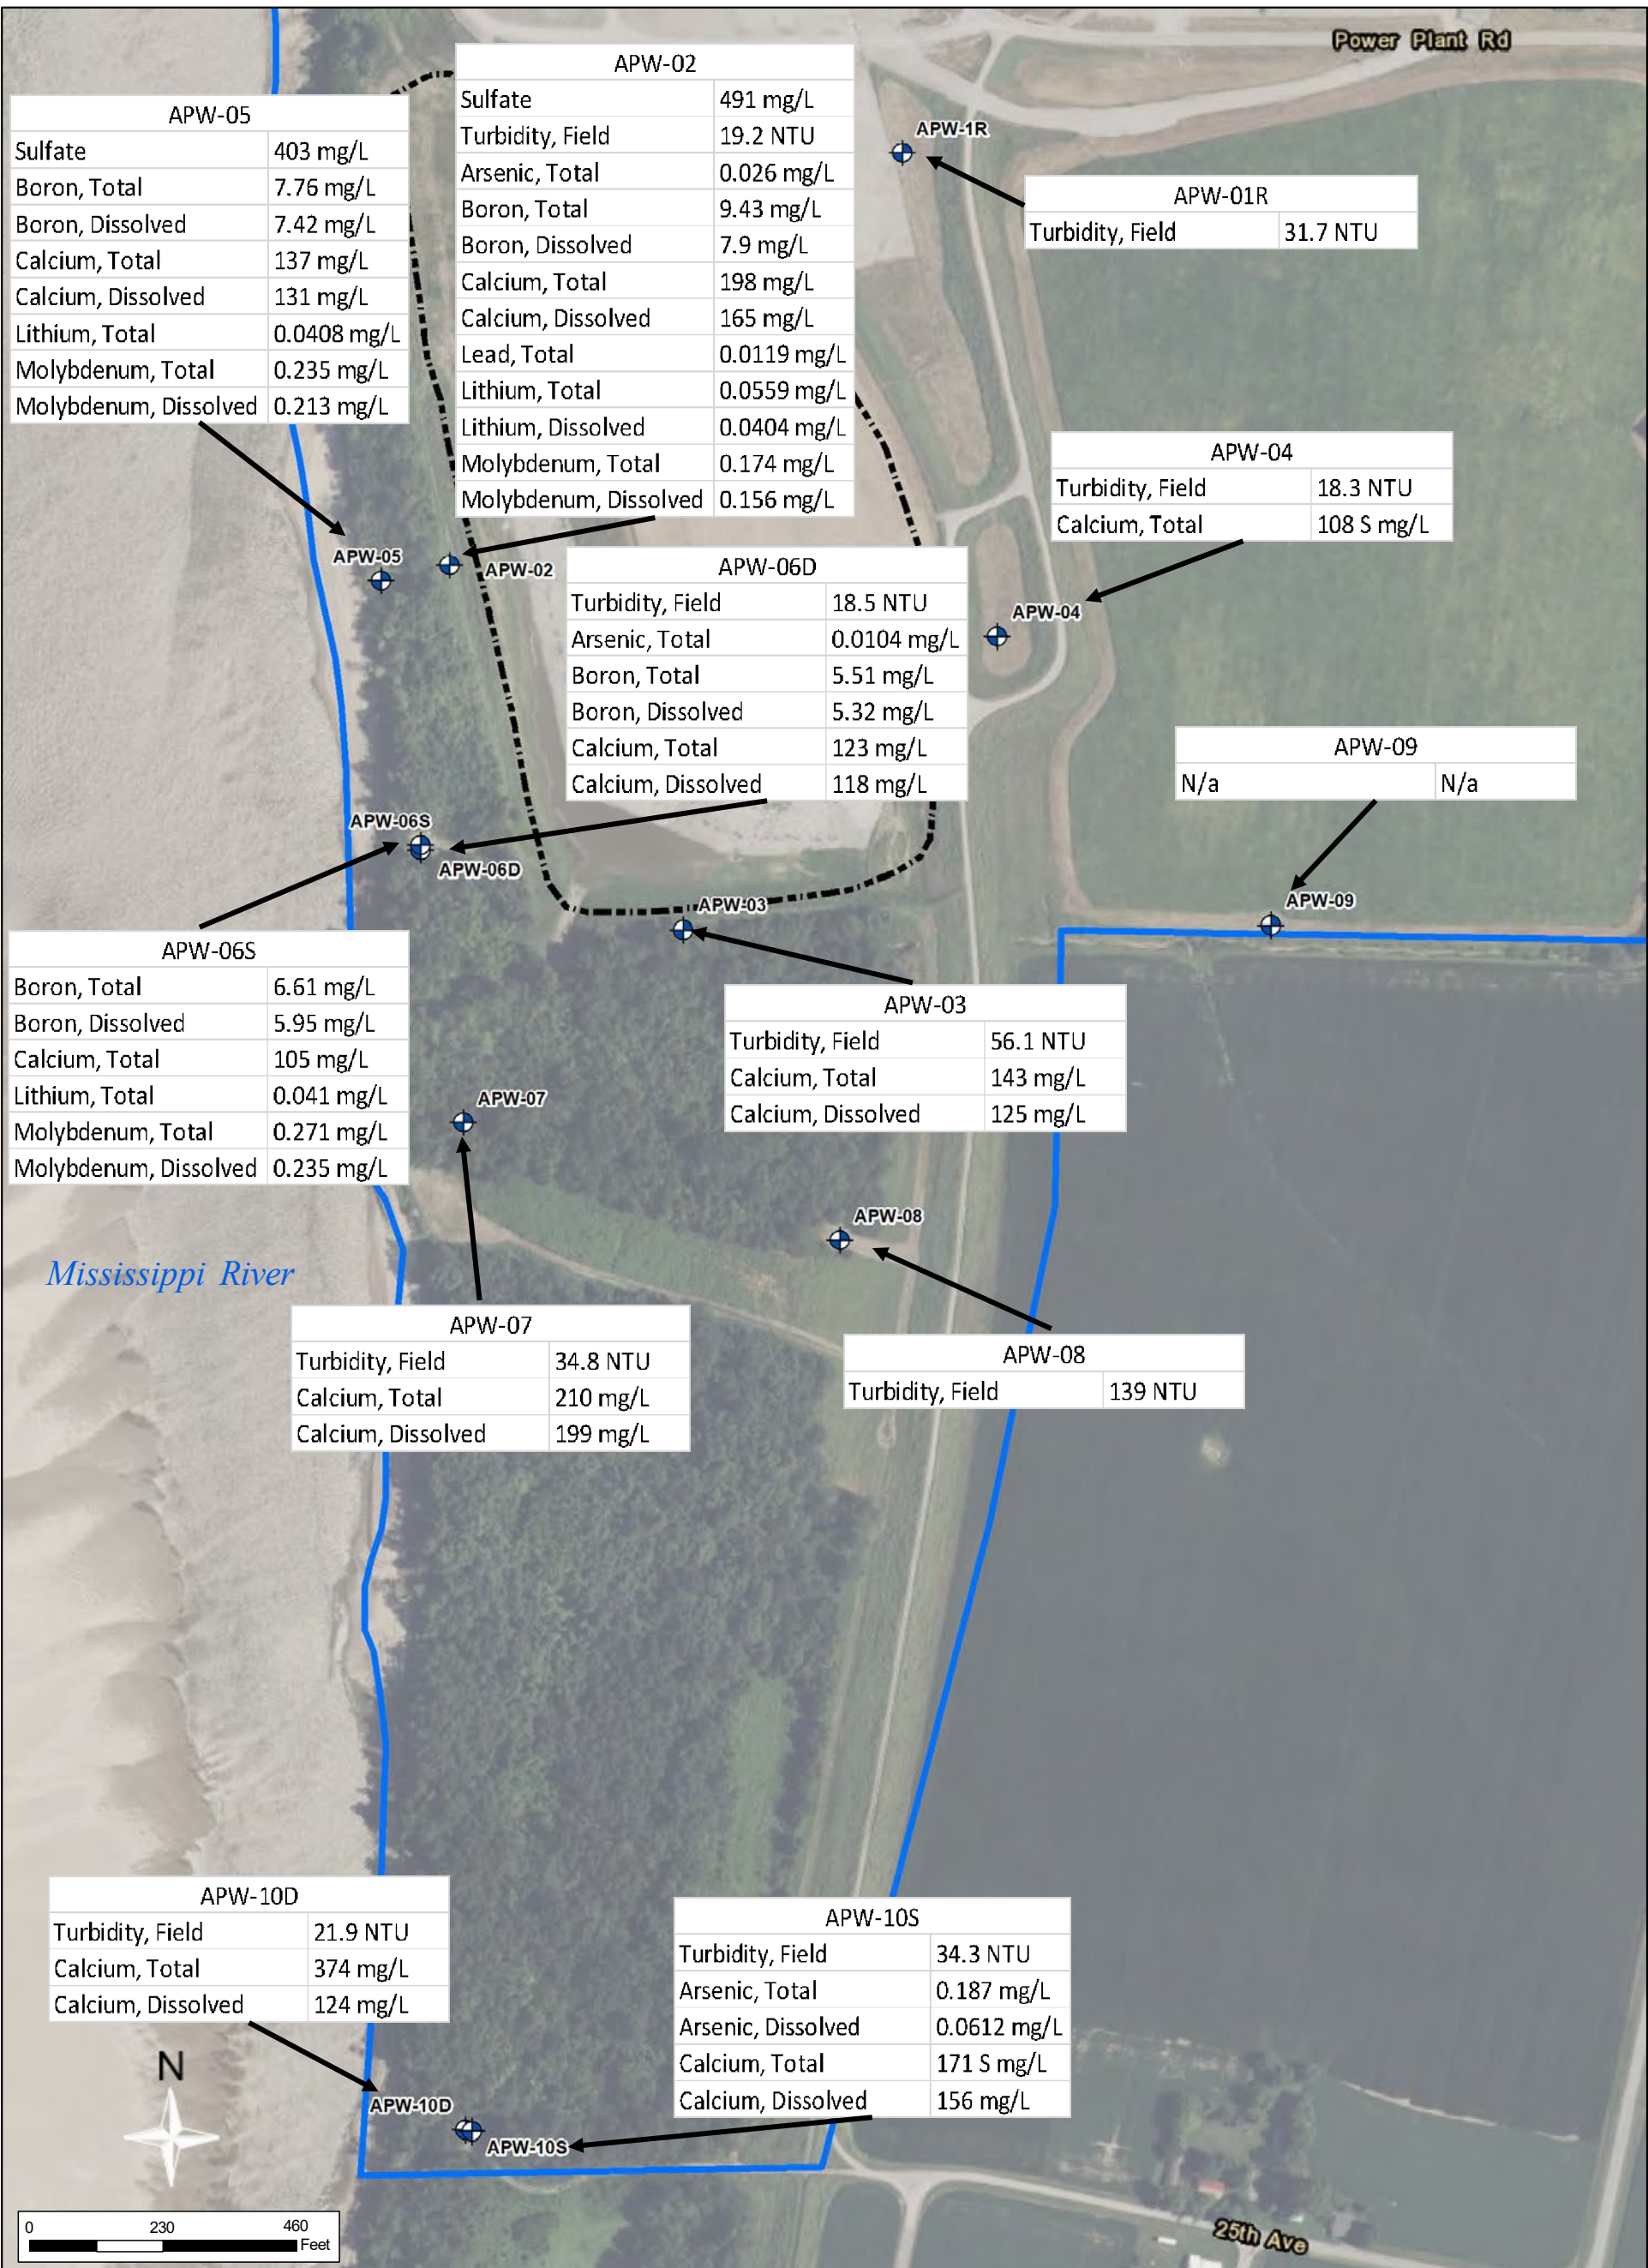 Power Plant Rd
APW-02
Sulfate 491 mg/L
Turbidity, Field 19.2 NTU
Arsenic, Total 0.026 mg/L
Boron, Total 9.43 mg/L
Boron, Dissolved 7.9 mg/L
Calcium, Total 198 mg/L
Calcium, Dissolved 165 mg/L
Lead, Total 0.0119 mg/L
Lithium, Total 0.0559 mg/L
Lithium, Dissolved 0.0404 mg/L
Molybdenum, Total 0.174 mg/L
Molybdenum, Dissolved 0.156 mg/L
APW-05
Sulfate 403 mg/L
Boron, Total 7.76 mg/L
Boron, Dissolved 7.42 mg/L
Calcium, Total 137 mg/L
Calcium, Dissolved 131 mg/L
Lithium, Total 0.0408 mg/L
Molybdenum, Total 0.235 mg/L
Molybdenum, Dissolved 0.213 mg/L
APW-1R
APW-01R
Turbidity, Field 31.7 NTU
APW-04
Turbidity, Field 18.3 NTU
Calcium, Total 108 S mg/L
APW-05
APW-02
APW-06D
Turbidity, Field 18.5 NTU
Arsenic, Total 0.0104 mg/L
Boron, Total 5.51 mg/L
Boron, Dissolved 5.32 mg/L
Calcium, Total 123 mg/L
Calcium, Dissolved 118 mg/L
APW-04
APW-09
N/a N/a
APW-06S
APW-06D
APW-03
APW-09
APW-06S
Boron, Total 6.61 mg/L
Boron, Dissolved 5.95 mg/L
Calcium, Total 105 mg/L
Lithium, Total 0.041 mg/L
Molybdenum, Total 0.271 mg/L
Molybdenum, Dissolved 0.235 mg/L
APW-03
Turbidity, Field 56.1 NTU
Calcium, Total 143 mg/L
Calcium, Dissolved 125 mg/L
APW-07
APW-08
Mississippi River
APW-07
Turbidity, Field 34.8 NTU
Calcium, Total 210 mg/L
Calcium, Dissolved 199 mg/L
APW-08
Turbidity, Field 139 NTU
APW-10D
Turbidity, Field 21.9 NTU
Calcium, Total 374 mg/L
Calcium, Dissolved 124 mg/L
APW-10S
Turbidity, Field 34.3 NTU
Arsenic, Total 0.187 mg/L
Arsenic, Dissolved 0.0612 mg/L
Calcium, Total 171 S mg/L
Calcium, Dissolved 156 mg/L
N
APW-10D
APW-10S
0 230 460
Feet
25th Ave